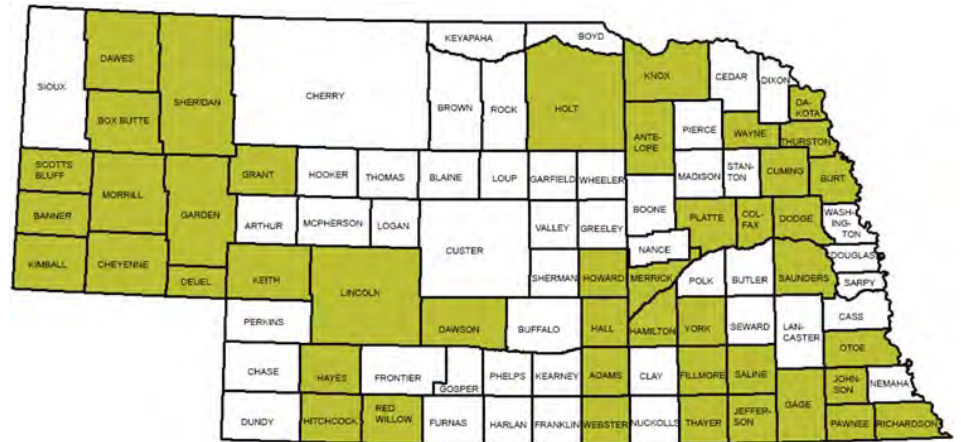 KEYAPAHA
BOYD
DAWES
SIOUX
SHERIDAN
CHERRY
BROWN
ROCK
HOLT
KNOX
CEDAR
DIXON
DA-
KOTA
BOX BUTTE
ANTE-
LOPE
PIERCE
WAYNE
THURSTON
SCOTTS
BLUFF
MORRILL
GARDEN
GRANT
HOOKER
THOMAS
BLAINE
LOUP
GARFIELD
WHEELER
MADISON
STAN-
TON
CUMING
BURT
BANNER
ARTHUR
MCPHERSON
LOGAN
CUSTER
VALLEY
GREELEY
BOONE
PLATTE
COL-
FAX
DODGE
WASH-
ING-
TON
NANCE
KIMBALL
CHEYENNE
DEUEL
KEITH
LINCOLN
SHERMAN
HOWARD
MERRICK
POLK
BUTLER
SAUNDERS
DOUGLAS
SARPY
PERKINS
DAWSON
BUFFALO
HALL
HAMILTON
YORK
SEWARD
LAN-
CASTER
CASS
OTOE
CHASE
HAYES
FRONTIER
GOSPER
PHELPS
KEARNEY
ADAMS
CLAY
FILLMORE
SALINE
GAGE
JOHN-
SON
NEMAHA
DUNDY
HITCHCOCK
RED
WILLOW
FURNAS
HARLAN
FRANKLIN
WEBSTER
NUCKOLLS
THAYER
JEFFER-
SON
PAWNEE
RICHARDSON